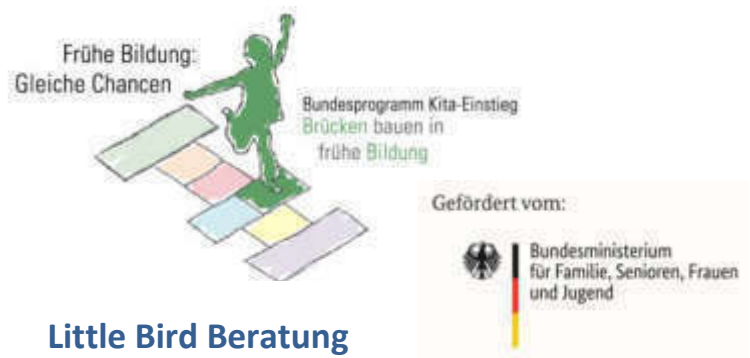 Frühe Bildung:
Gleiche Chancen
Bundesprogramm Kita-Einstieg
Brücken bauen in
frühe Bildung
Gefördert vom:
Bundesministerium
für Familie, Senioren, Frauen
und Jugend
Little Bird Beratung